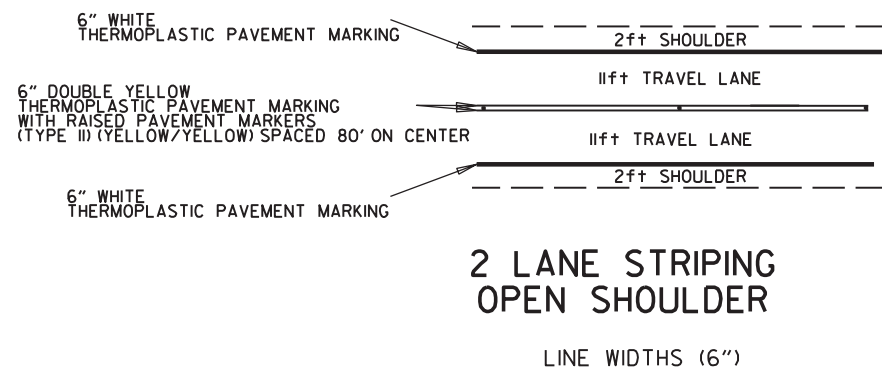 6" WHITE
THERMOPLASTIC PAVEMENT MARKING
2ft SHOULDER
11ft TRAVEL LANE
6" DOUBLE YELLOW
THERMOPLASTIC PAVEMENT MARKING
WITH RAISED PAVEMENT MARKERS
(TYPE II) (YELLOW/YELLOW) SPACED 80' ON CENTER
11ft TRAVEL LANE
2ft SHOULDER
6" WHITE
THERMOPLASTIC PAVEMENT MARKING
2 LANE STRIPING
OPEN SHOULDER
LINE WIDTHS (6")